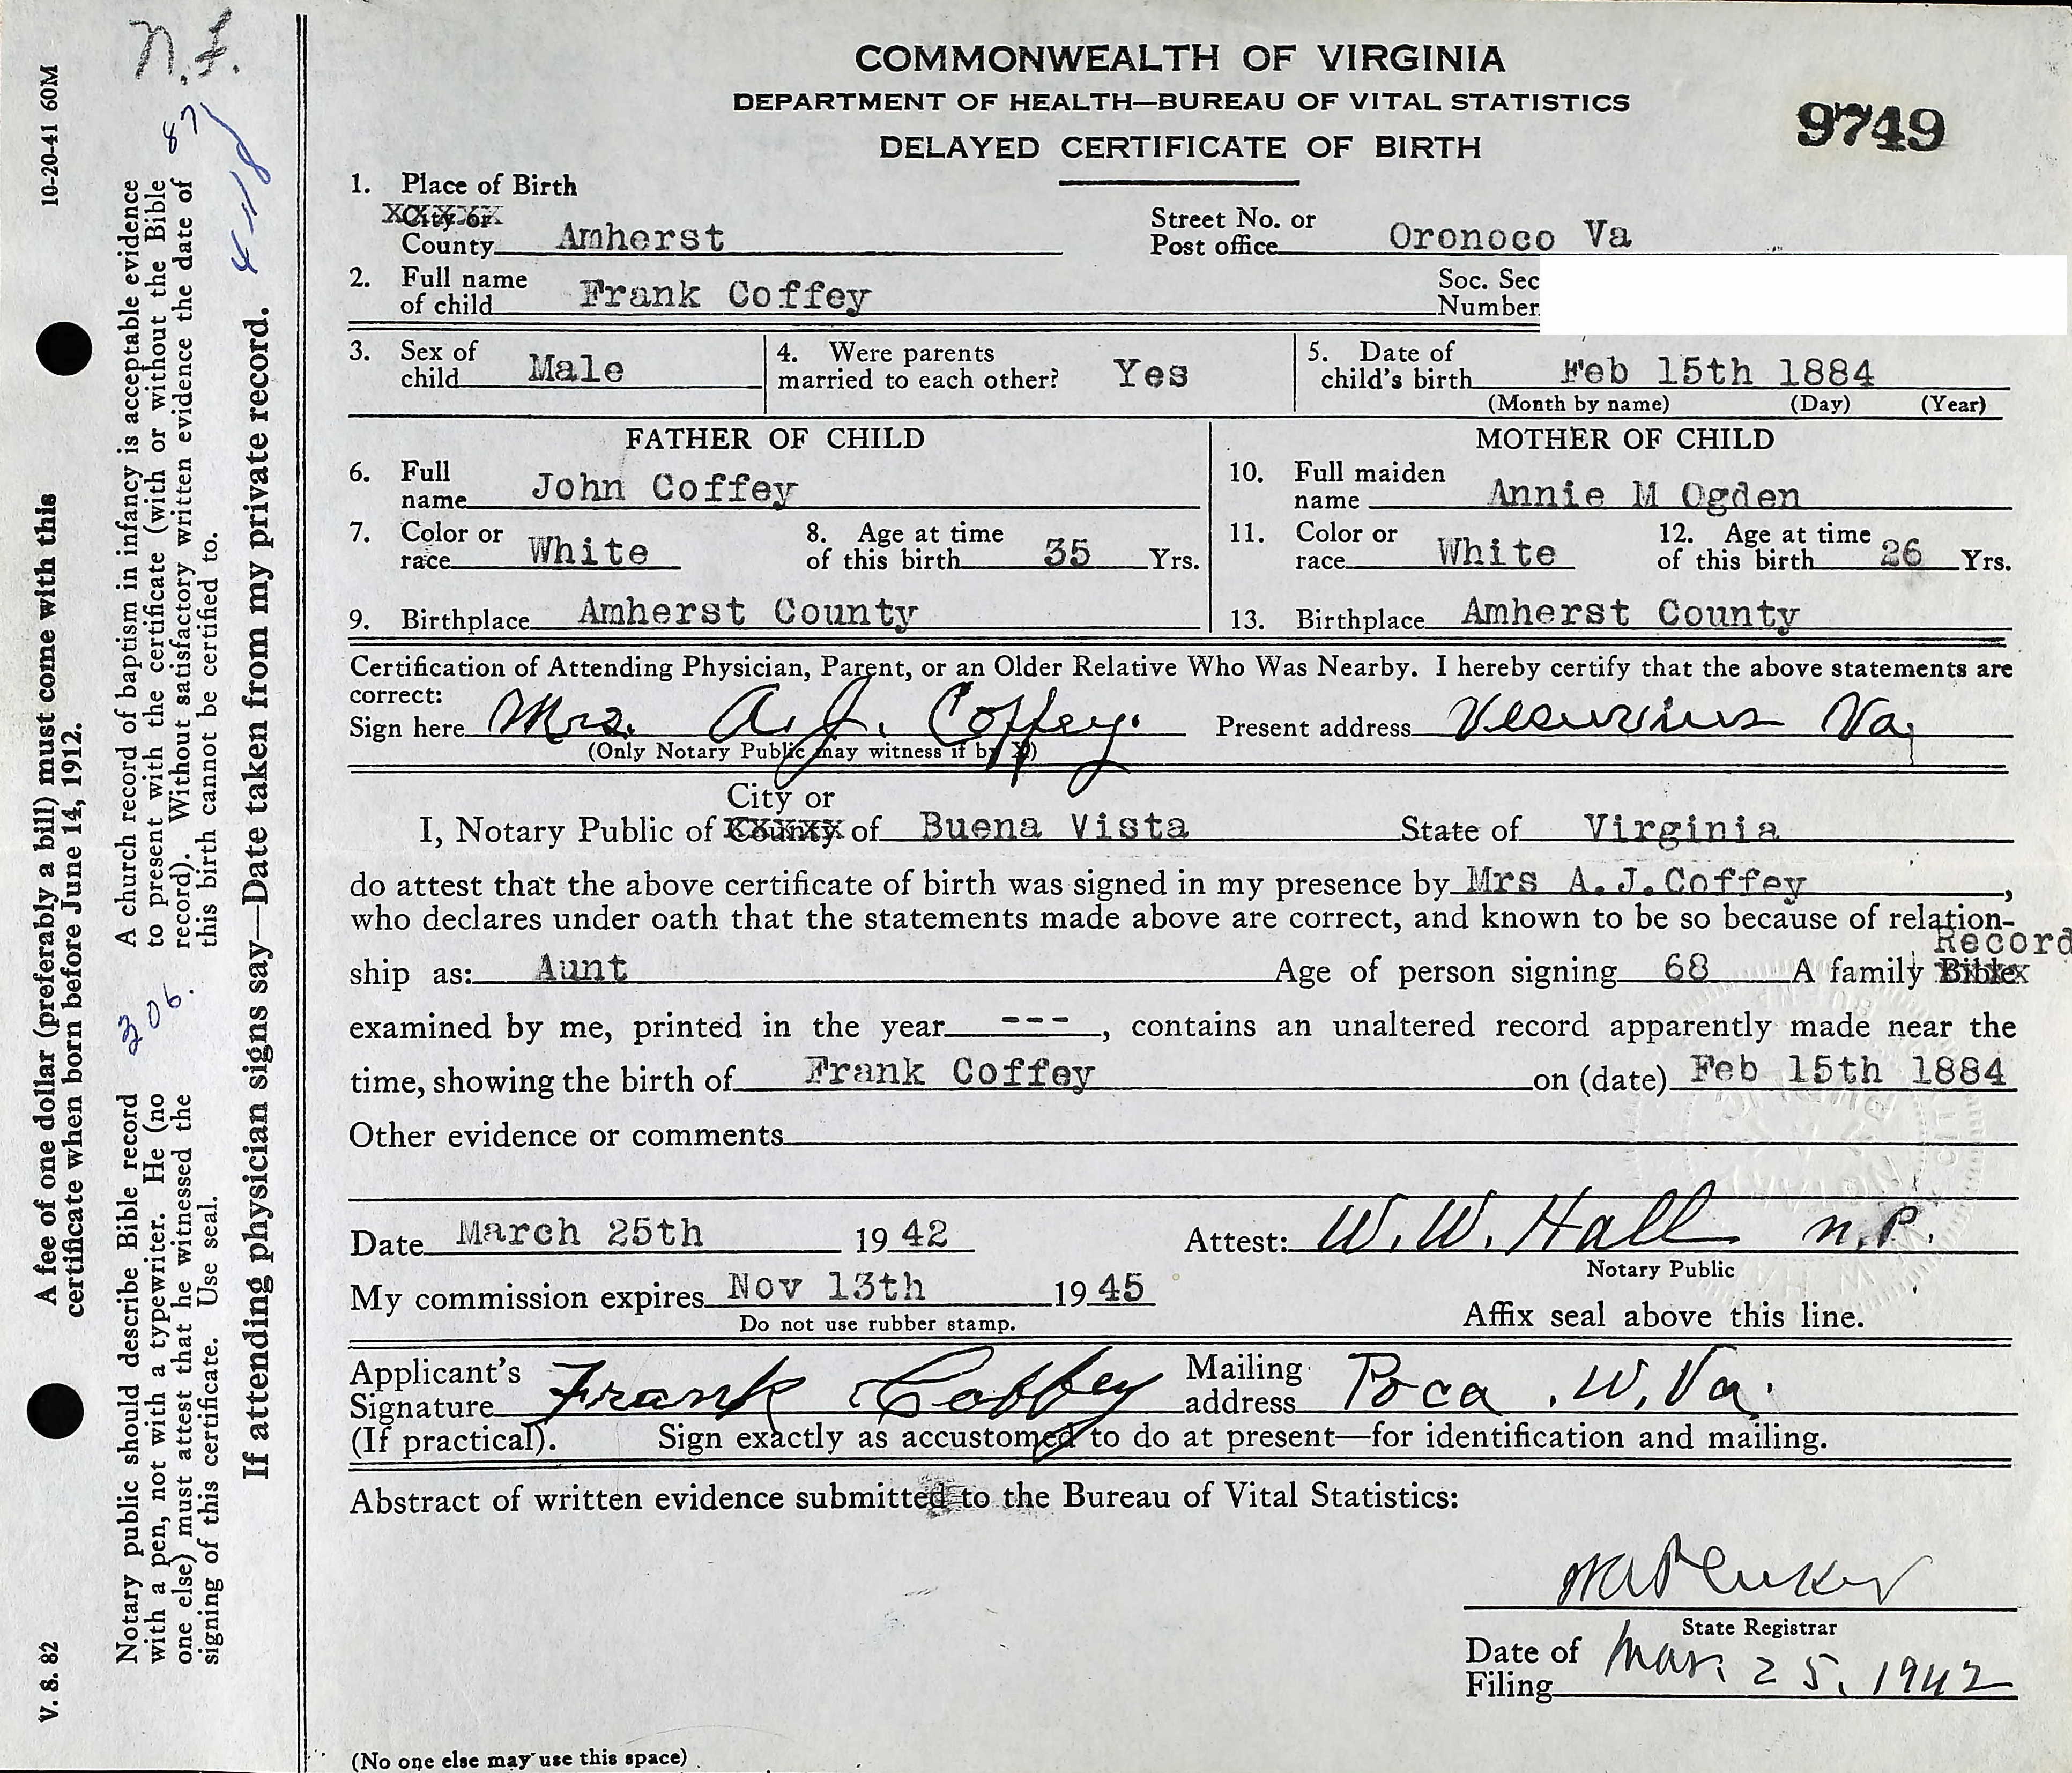 COMMONWEALTH OF VIRGINIA
DEPARTMENT OF HEALTH—BUREAU OF VITAL STATISTICS
DELAYED CERTIFICATE OF BIRTH
9749
1. Place of Birth
City or
County Amherst Street No. or Post office Oronoco Va
2. Full name of child Frank Coffey Soc. Sec Number
3. Sex of child Male 4. Were parents married to each other? Yes 5. Date of child's birth Feb 15th 1884
(Month by name) (Day) (Year)
FATHER OF CHILD
6. Full name John Coffey
7. Color or race White 8. Age at time of this birth 35 Yrs.
9. Birthplace Amherst County
MOTHER OF CHILD
10. Full maiden name Annie M Ogden
11. Color or race White 12. Age at time of this birth 26 Yrs.
13. Birthplace Amherst County
Certification of Attending Physician, Parent, or an Older Relative Who Was Nearby. I hereby certify that the above statements are
correct:
Sign here Mrs. A. J. Coffey. Present address Vesuvius Va,
(Only Notary Public may witness if by X)
City or
I, Notary Public of County of Buena Vista State of Virginia
do attest that the above certificate of birth was signed in my presence by Mrs A.J.Coffey,
who declares under oath that the statements made above are correct, and known to be so because of relation-
Record
ship as: Aunt Age of person signing 68 A family Bible
examined by me, printed in the year ---, contains an unaltered record apparently made near the
time, showing the birth of Frank Coffey on (date) Feb 15th 1884
Other evidence or comments
Date March 25th 19 42 Attest: W. W. Hall N.P.
Notary Public
My commission expires Nov 13th 19 45
Do not use rubber stamp. Affix seal above this line.
Applicant's Signature Frank Coffey Mailing address Poca. W. Va.
(If practical). Sign exactly as accustomed to do at present—for identification and mailing.
Abstract of written evidence submitted to the Bureau of Vital Statistics:
WAPlecker
State Registrar
Date of Filing Mar. 25, 1942
(No one else may use this space)
V. S. 82
A fee of one dollar (preferably a bill) must come with this
certificate when born before June 14, 1912.
10-20-41 60M
Notary public should describe Bible record
with a pen, not with a typewriter. He (no
one else) must attest that he witnessed the
signing of this certificate. Use seal.
A church record of baptism in infancy is acceptable evidence
to present with the certificate (with or without the Bible
record). Without satisfactory written evidence the date of
this birth cannot be certified to.
If attending physician signs say—Date taken from my private record.
N.F.